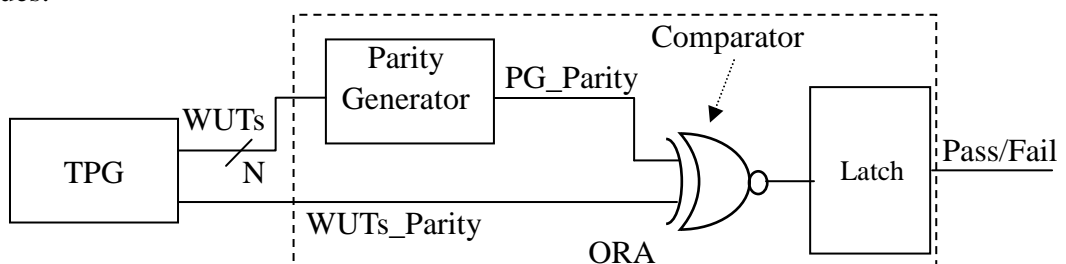 Comparator
Parity
Generator
PG_Parity
WUTs
N
TPG
Latch
Pass/Fail
WUTs_Parity
ORA